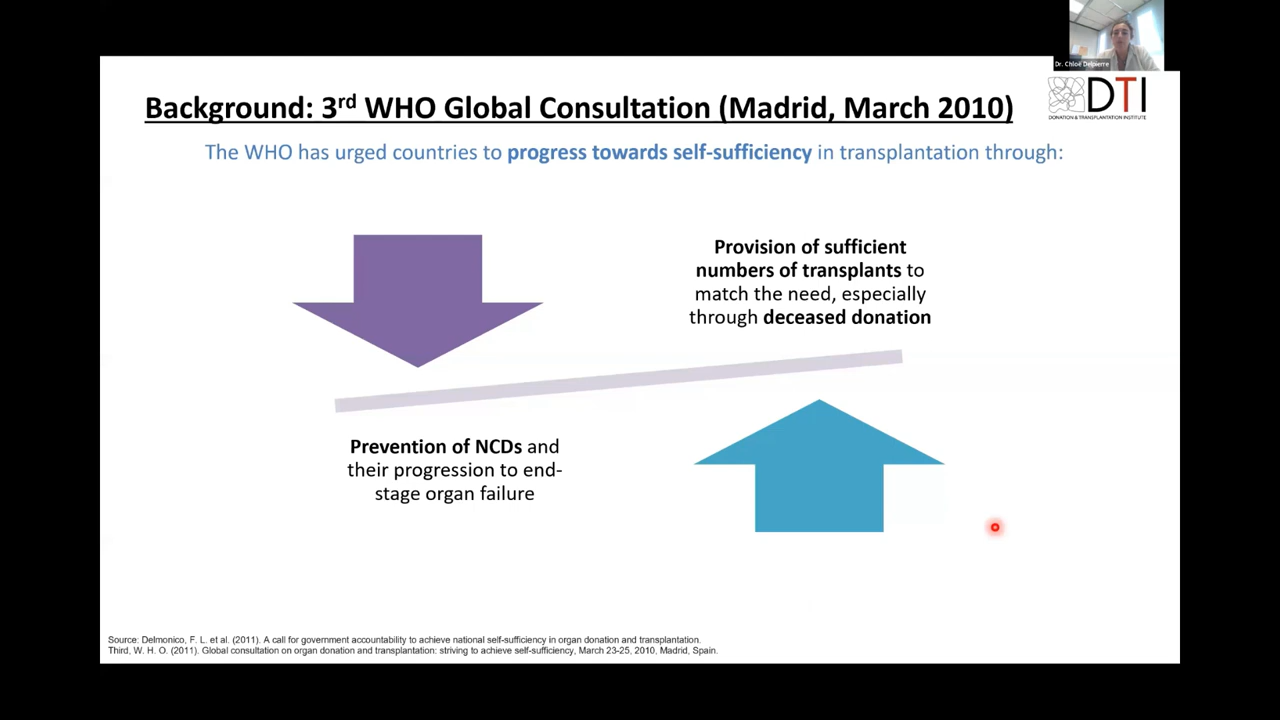 Dr. Chloë Delpierre
DTI
DONATION & TRANSPLANTATION INSTITUTE
Background: 3rd WHO Global Consultation (Madrid, March 2010)
The WHO has urged countries to progress towards self-sufficiency in transplantation through:
Provision of sufficient
numbers of transplants to
match the need, especially
through deceased donation
Prevention of NCDs and
their progression to end-
stage organ failure
Source: Delmonico, F. L. et al. (2011). A call for government accountability to achieve national self-sufficiency in organ donation and transplantation.
Third, W. H. O. (2011). Global consultation on organ donation and transplantation: striving to achieve self-sufficiency, March 23-25, 2010, Madrid, Spain.